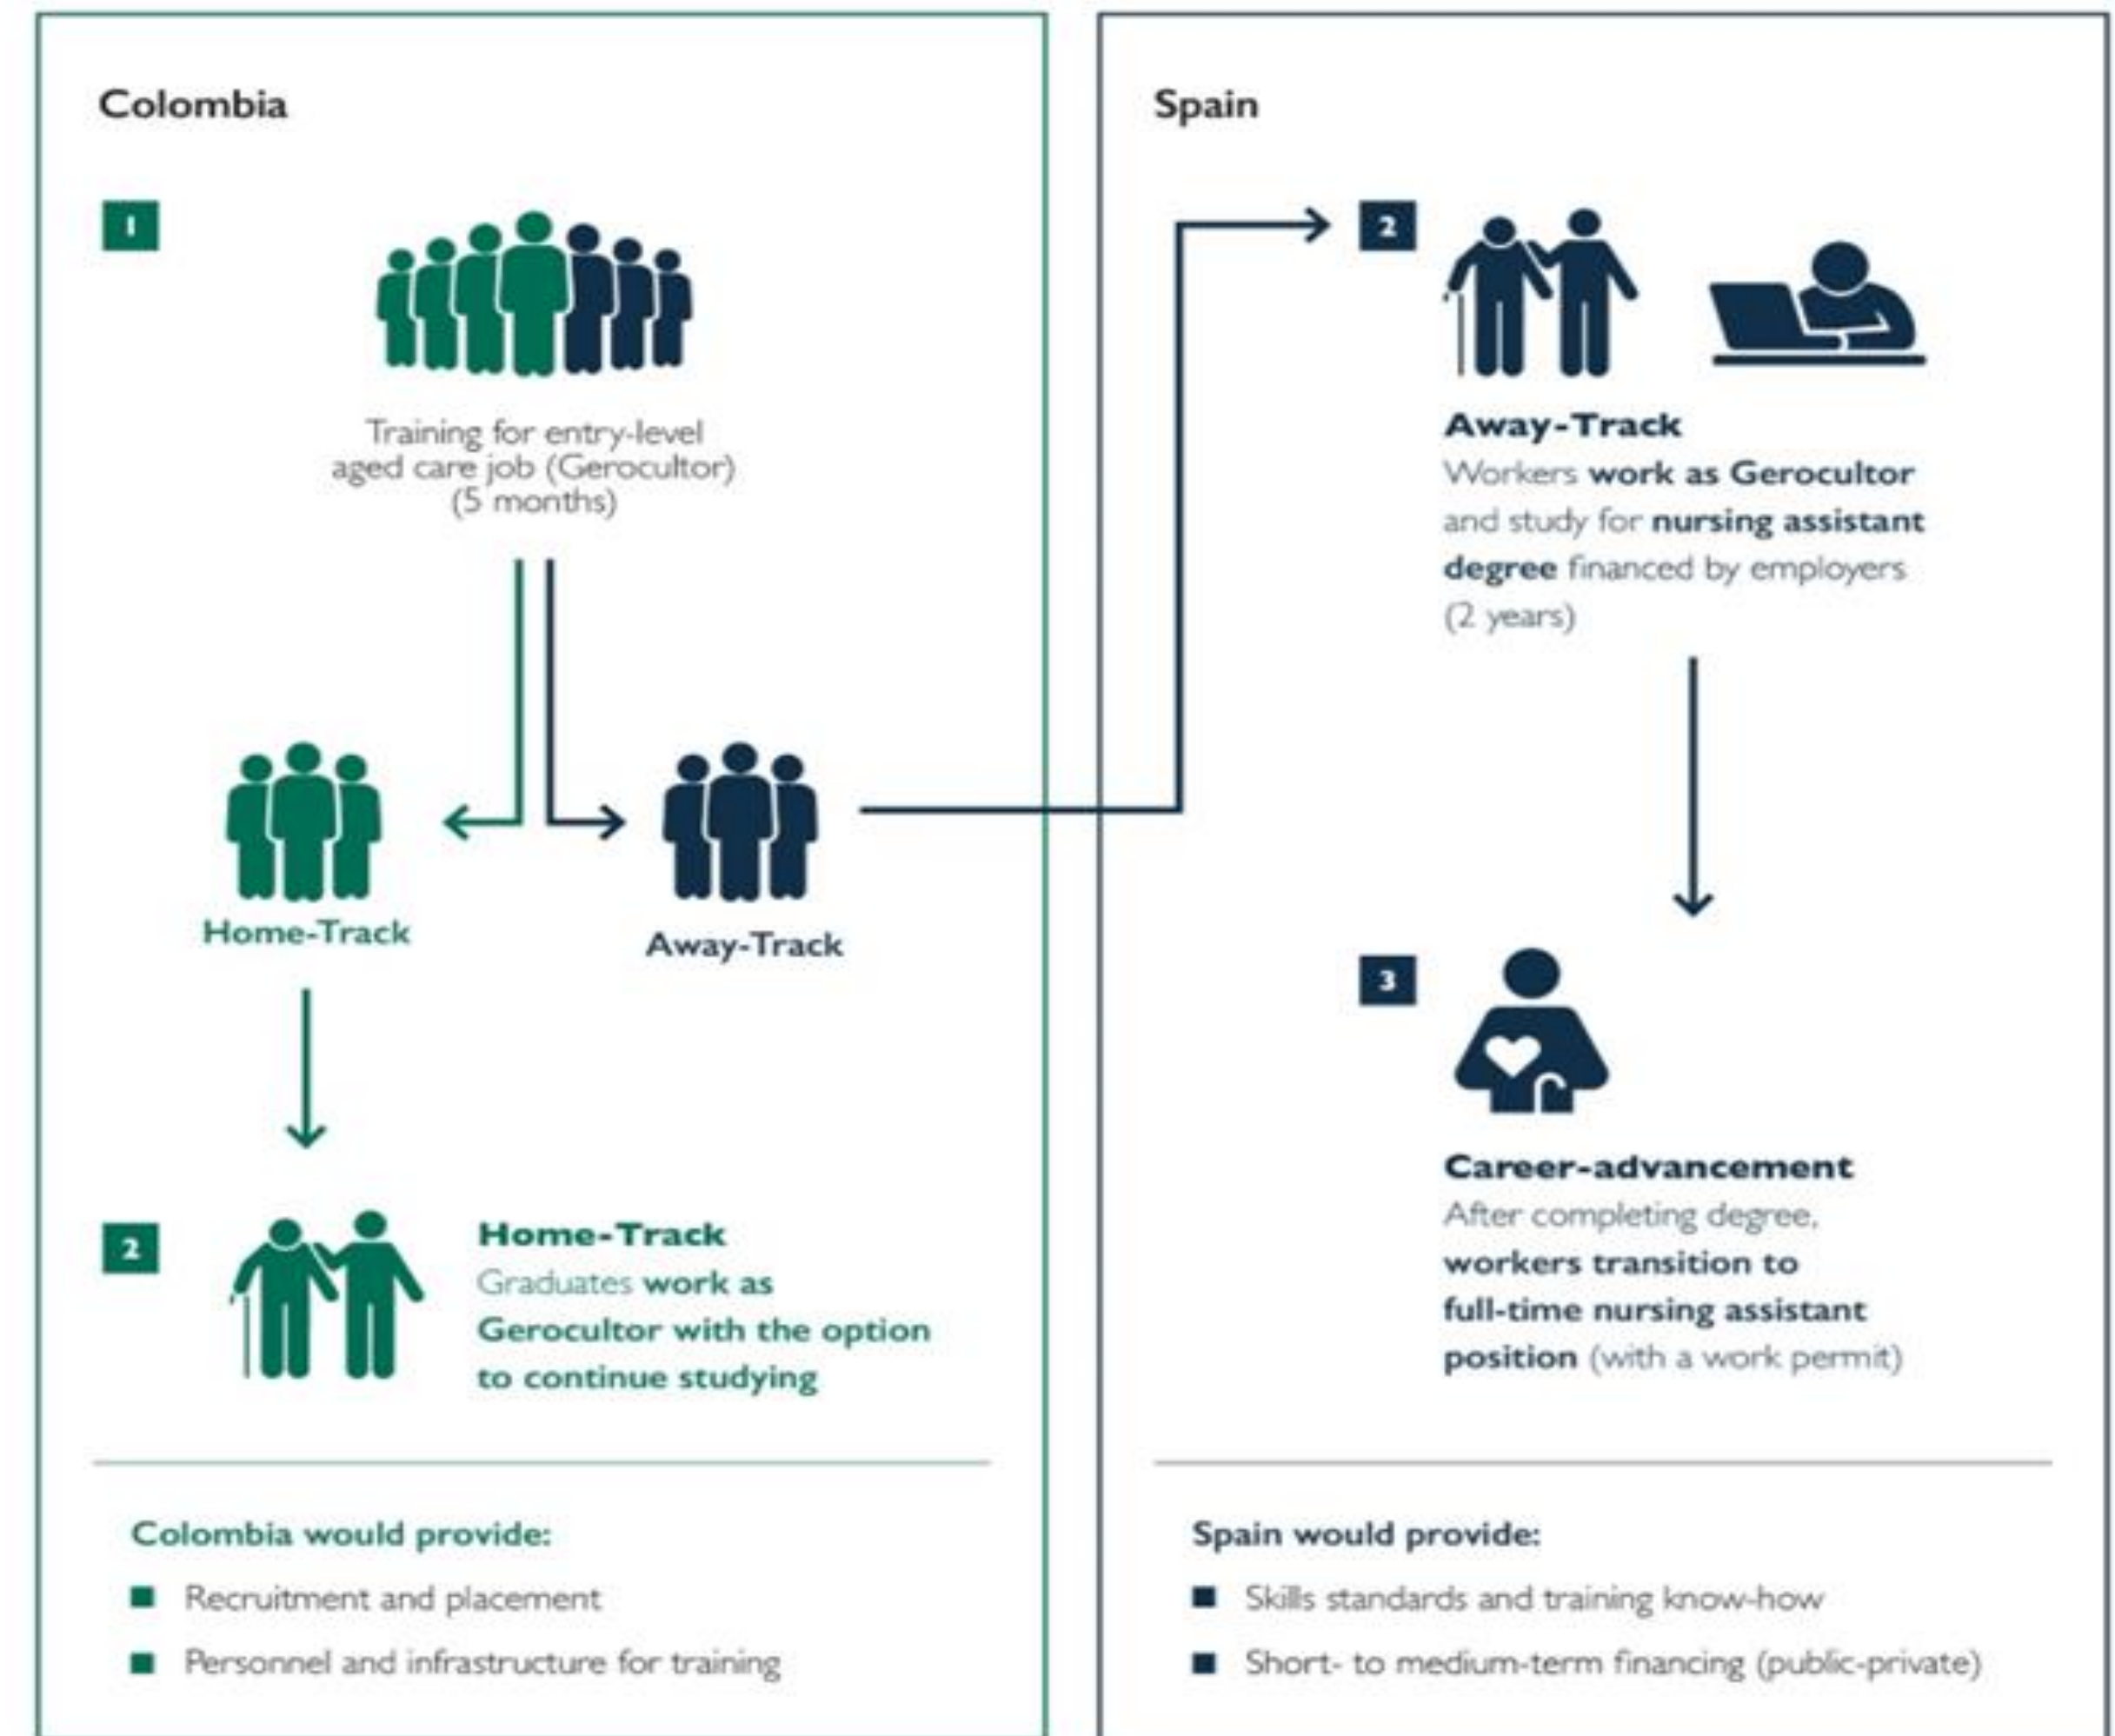 Colombia
1
Training for entry-level
aged care job (Gerocultor)
(5 months)
Home-Track
Away-Track
2
Home-Track
Graduates work as
Gerocultor with the option
to continue studying
Colombia would provide:
Recruitment and placement
Personnel and infrastructure for training
Spain
2
Away-Track
Workers work as Gerocultor
and study for nursing assistant
degree financed by employers
(2 years)
3
Career-advancement
After completing degree,
workers transition to
full-time nursing assistant
position (with a work permit)
Spain would provide:
Skills standards and training know-how
Short- to medium-term financing (public-private)